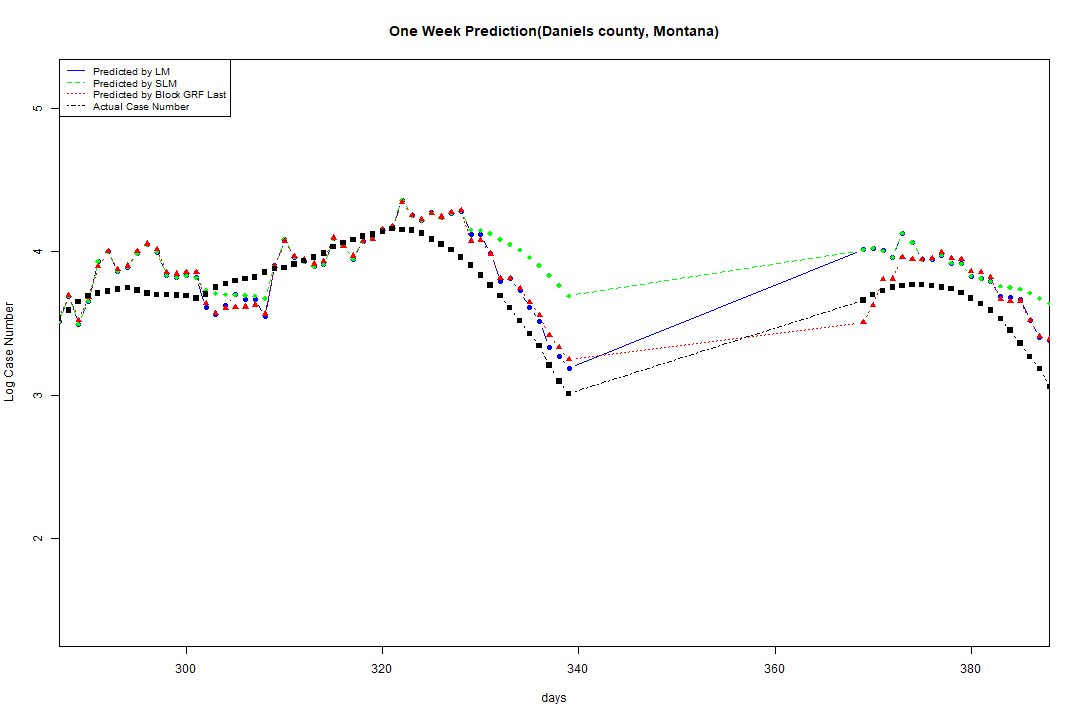 One Week Prediction(Daniels county, Montana)
Predicted by LM
Predicted by SLM
Predicted by Block GRF Last
Actual Case Number
5
4
3
2
Log Case Number
300 320 340 360 380
days